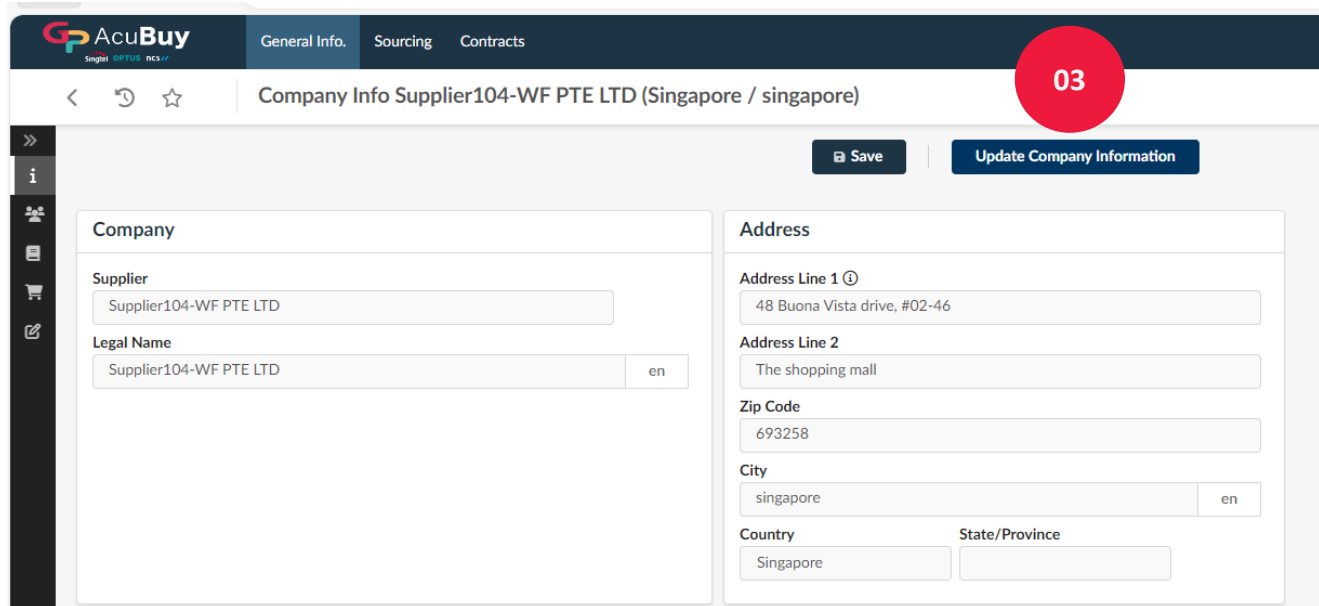 GP AcuBuy
Singtel OPTUS ncs//
General Info. Sourcing Contracts
03
Company Info Supplier104-WF PTE LTD (Singapore / singapore)
Save Update Company Information
Company
Supplier
Supplier104-WF PTE LTD
Legal Name
Supplier104-WF PTE LTD en
Address
Address Line 1
48 Buona Vista drive, #02-46
Address Line 2
The shopping mall
Zip Code
693258
City
singapore en
Country State/Province
Singapore